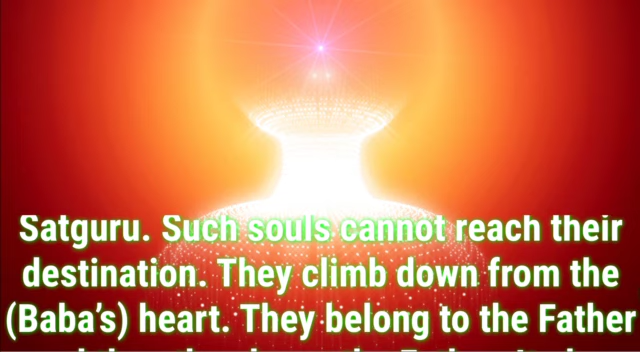 Satguru. Such souls cannot reach their
destination. They climb down from the
(Baba's) heart. They belong to the Father